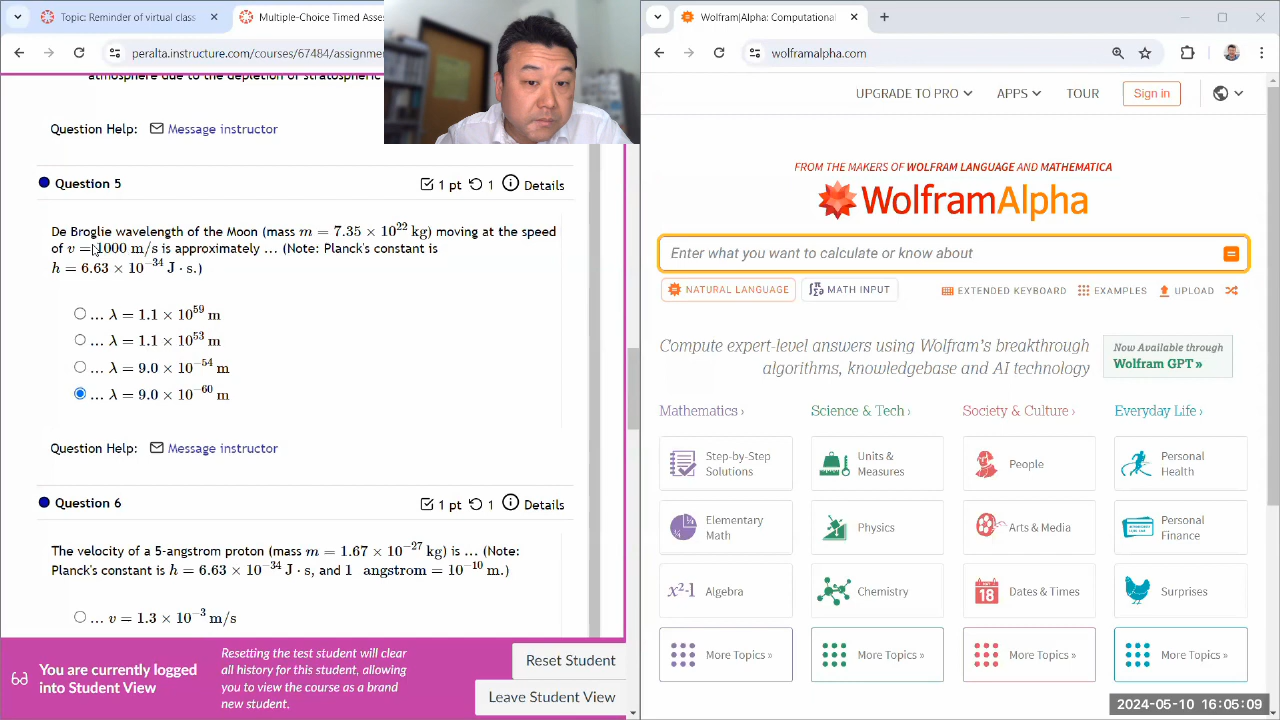 Topic: Reminder of virtual class
Multiple-Choice Timed Asses
peralta.instructure.com/courses/67484/assignmen
atmosphere due to the depletion of stratospheric
Question Help: Message instructor
Question 5
1 pt 1 Details
De Broglie wavelength of the Moon (mass m = 7.35 × 10^22 kg) moving at the speed
of v = 1000 m/s is approximately ... (Note: Planck's constant is
h = 6.63 × 10^−34 J · s.)
... λ = 1.1 × 10^59 m
... λ = 1.1 × 10^53 m
... λ = 9.0 × 10^−54 m
... λ = 9.0 × 10^−60 m
Question Help: Message instructor
Question 6
1 pt 1 Details
The velocity of a 5-angstrom proton (mass m = 1.67 × 10^−27 kg) is ... (Note:
Planck's constant is h = 6.63 × 10^−34 J · s, and 1 angstrom = 10^−10 m.)
... v = 1.3 × 10^−3 m/s
You are currently logged
into Student View
Resetting the test student will clear
all history for this student, allowing
you to view the course as a brand
new student.
Reset Student
Leave Student View
Wolfram|Alpha: Computational
wolframalpha.com
UPGRADE TO PRO
APPS
TOUR
Sign in
FROM THE MAKERS OF WOLFRAM LANGUAGE AND MATHEMATICA
WolframAlpha
Enter what you want to calculate or know about
NATURAL LANGUAGE
MATH INPUT
EXTENDED KEYBOARD
EXAMPLES
UPLOAD
Compute expert-level answers using Wolfram's breakthrough
algorithms, knowledgebase and AI technology
Now Available through
Wolfram GPT »
Mathematics ›
Science & Tech ›
Society & Culture ›
Everyday Life ›
Step-by-Step
Solutions
Units &
Measures
People
Personal
Health
Elementary
Math
Physics
Arts & Media
Personal
Finance
x²-1
Algebra
Chemistry
18
Dates & Times
Surprises
More Topics »
More Topics »
More Topics »
More Topics »
2024-05-10 16:05:09